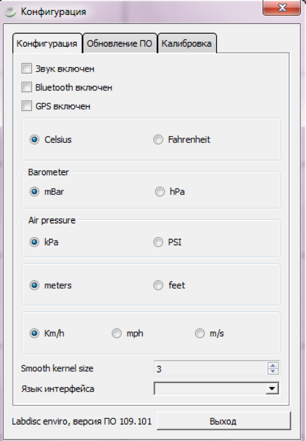 Конфигурация
Конфигурация Обновление ПО Калибровка
Звук включен
Bluetooth включен
GPS включен
Celsius Fahrenheit
Barometer
mBar hPa
Air pressure
kPa PSI
meters feet
Km/h mph m/s
Smooth kernel size 3
Язык интерфейса
Labdisc enviro, версия ПО 109.101 Выход